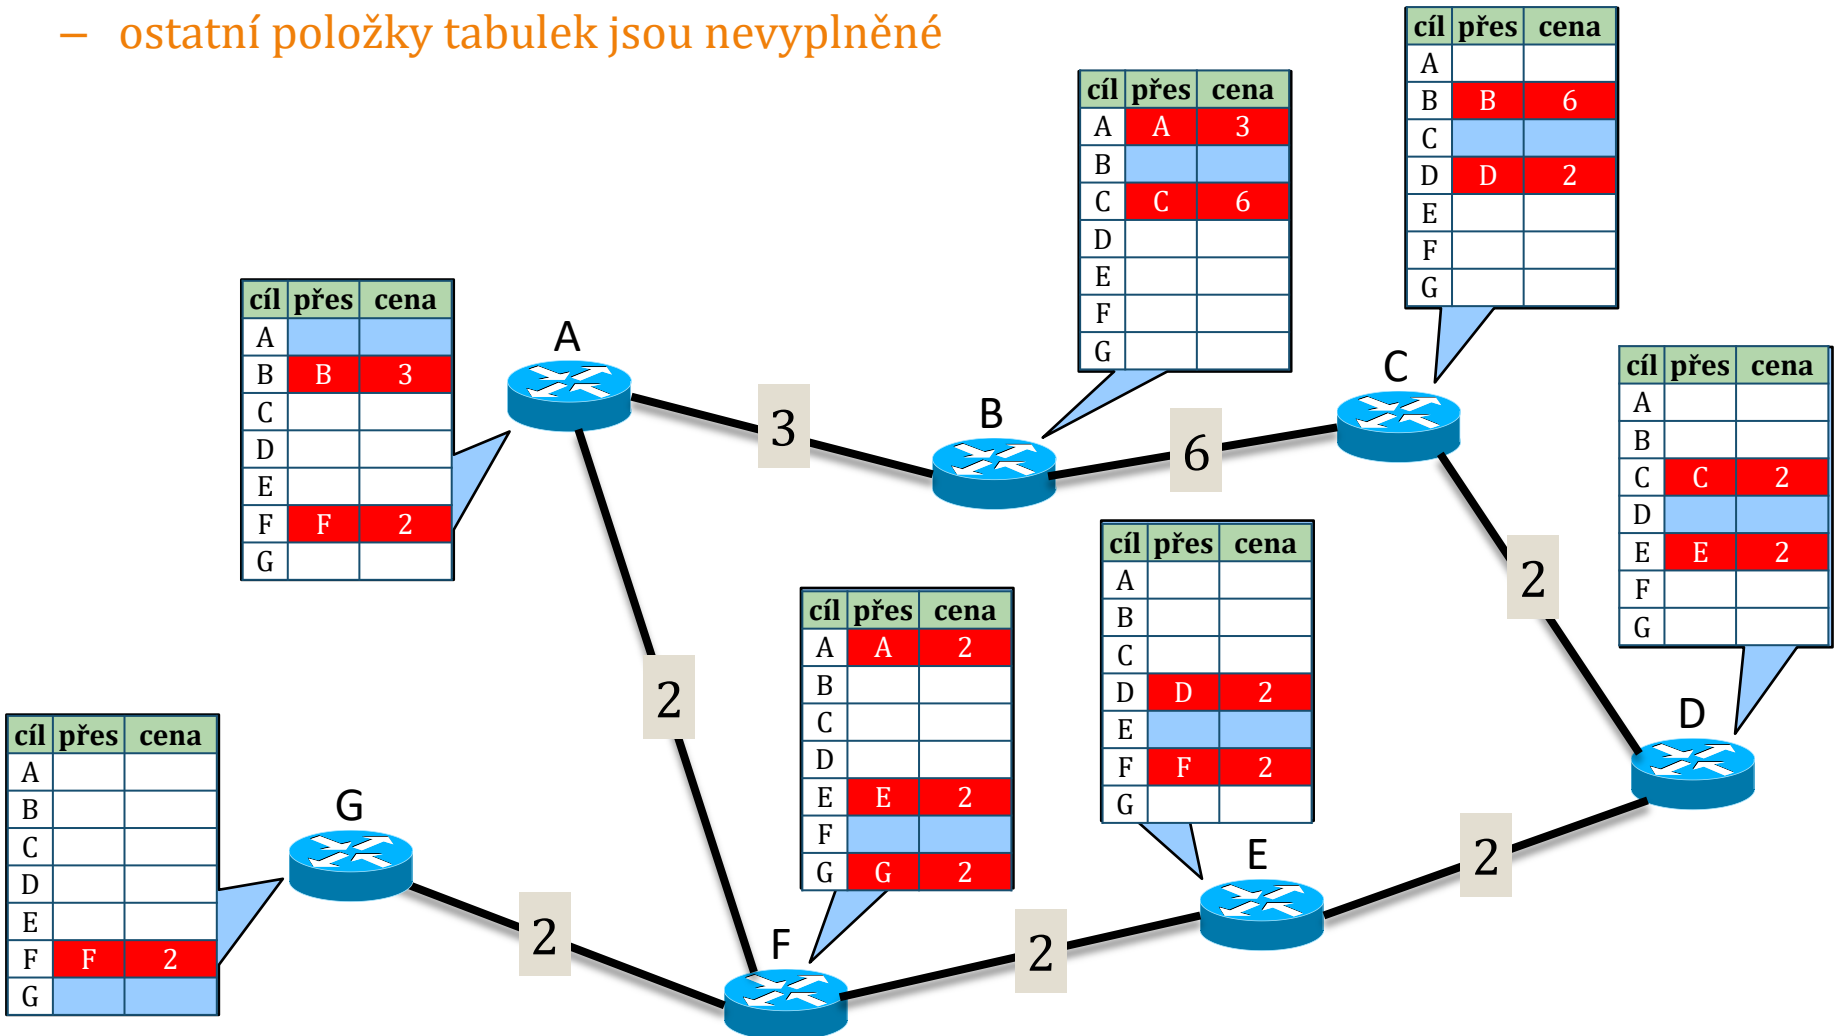 – ostatní položky tabulek jsou nevyplněné
cíl přes cena
A
B B 6
C
D D 2
E
F
G
cíl přes cena
A A 3
B
C C 6
D
E
F
G
cíl přes cena
A
B B 3
C
D
E
F F 2
G
A
3
B
6
C
cíl přes cena
A
B
C C 2
D
E E 2
F
G
2
cíl přes cena
A
B
C
D D 2
E
F F 2
G
cíl přes cena
A A 2
B
C
D
E E 2
F
G G 2
2
D
cíl přes cena
A
B
C
D
E
F F 2
G
G
2
F
2
E
2